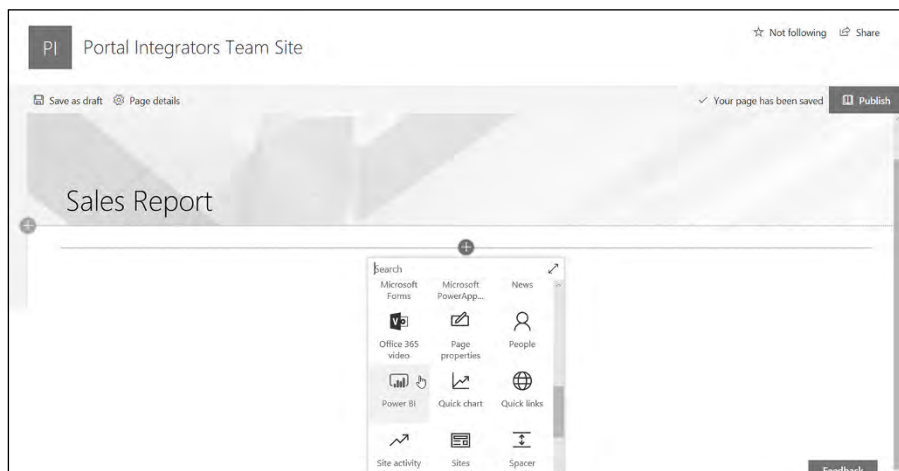 PI
Portal Integrators Team Site
Not following
Share
Save as draft
Page details
Your page has been saved
Publish
Sales Report
Search
Microsoft
Forms
Microsoft
PowerApp...
News
Office 365
video
Page
properties
People
Power BI
Quick chart
Quick links
Site activity
Sites
Spacer
Feedback